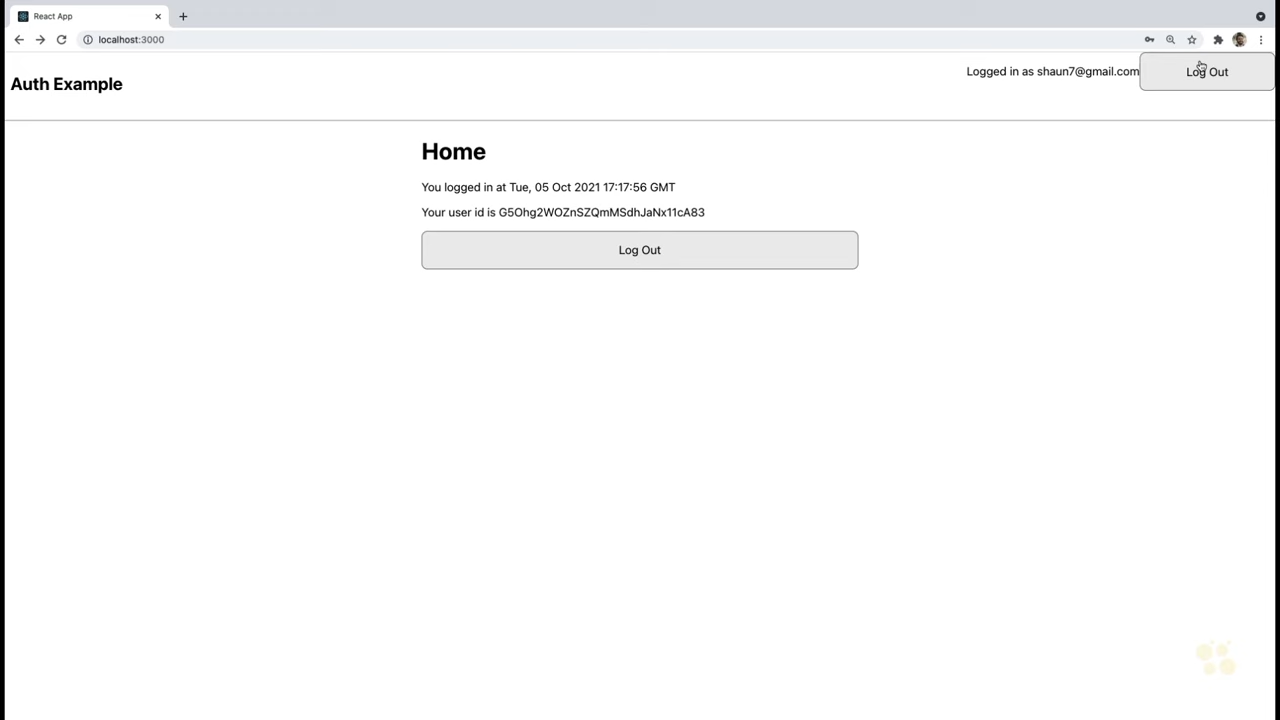 React App
localhost:3000
Auth Example
Logged in as shaun7@gmail.com
Log Out
Home
You logged in at Tue, 05 Oct 2021 17:17:56 GMT
Your user id is G5Ohg2WOZnSZQmMSdhJaNx11cA83
Log Out